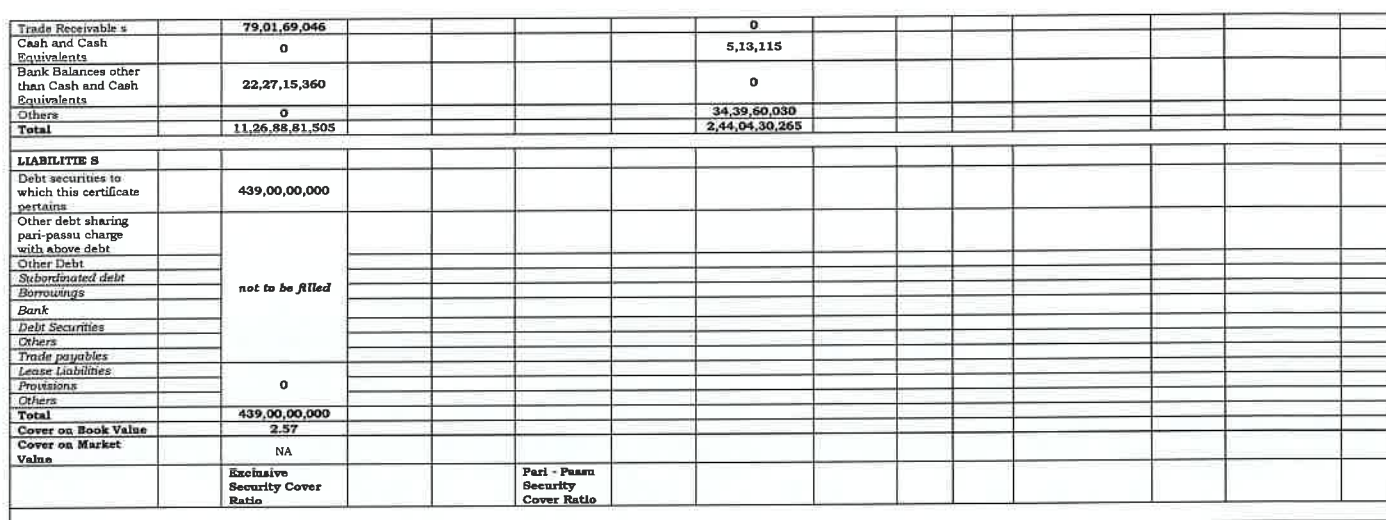 Trade Receivable s 79,01,69,046 0
Cash and Cash
Equivalents 0 5,13,115
Bank Balances other
than Cash and Cash
Equivalents 22,27,15,360 0
Others 0 34,39,60,030
Total 11,26,88,81,505 2,44,04,30,265
LIABILITIE S
Debt securities to
which this certificate
pertains 439,00,00,000
Other debt sharing
pari-passu charge
with above debt
Other Debt
Subordinated debt
Borrowings not to be filled
Bank
Debt Securities
Others
Trade payables
Lease Liabilities
Provisions 0
Others
Total 439,00,00,000
Cover on Book Value 2.57
Cover on Market
Value NA
Exclusive
Security Cover
Ratio
Pari - Passu
Security
Cover Ratio